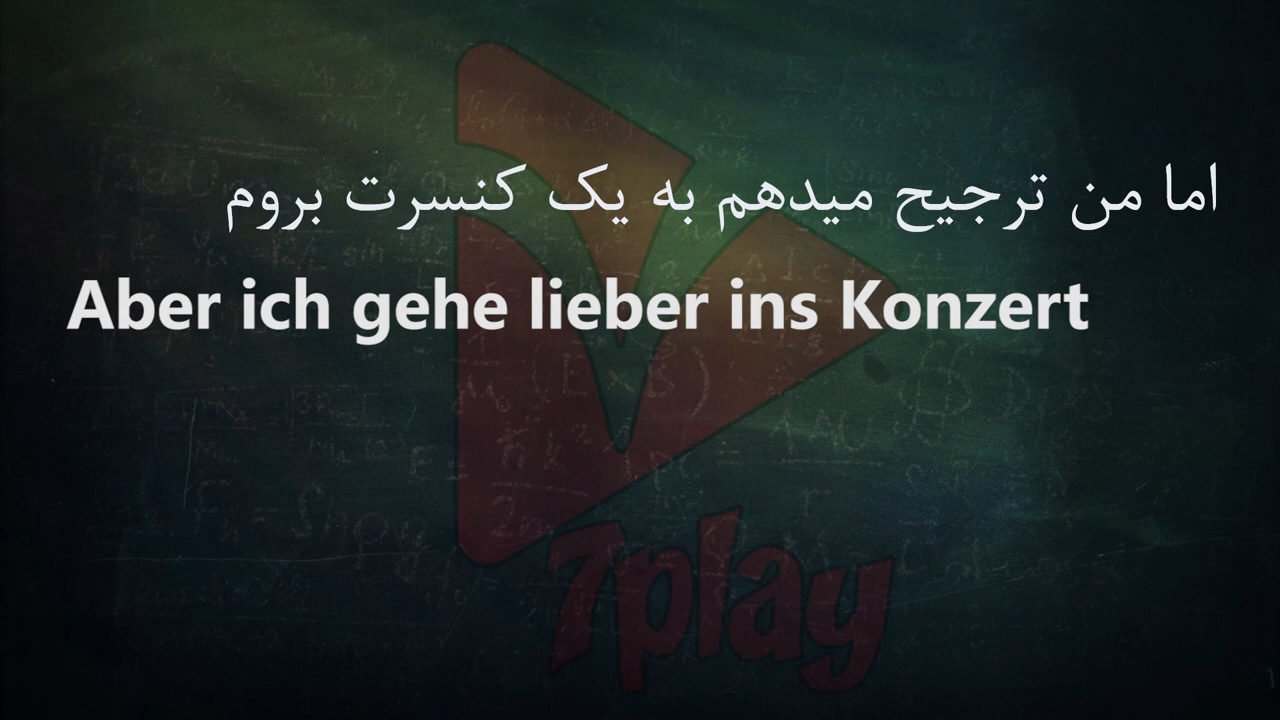 اما من ترجیح میدهم به یک کنسرت بروم
Aber ich gehe lieber ins Konzert
7play